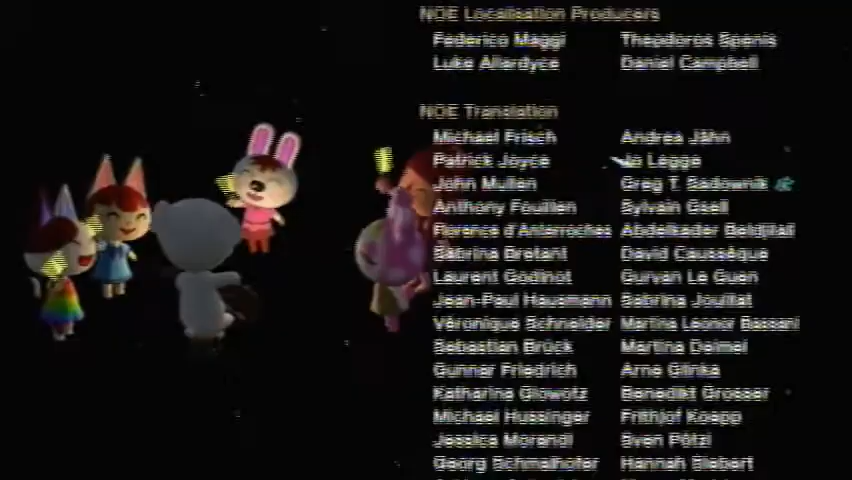 NOE Localisation Producers
Federico Maggi Theodoros Spenis
Luke Allardyce Daniel Campbell
NOE Translation
Michael Frisch Andrea Jähn
Patrick Joyce Jo Legge
John Mullen Greg T. Sadownik
Anthony Fouillen Sylvain Gsell
Florence d'Anterroches Abdelkader Beldjilali
Sabrina Bretant David Caussèque
Laurent Godinot Gurvan Le Guen
Jean-Paul Hausmann Sabrina Jouillat
Véronique Schneider Martina Leonor Bassani
Sebastian Brück Martina Deimel
Gunnar Friedrich Arne Glinka
Katharina Glowotz Benedikt Grosser
Michael Hussinger Frithjof Koepp
Jessica Morandi Sven Pötzl
Georg Schmalhofer Hannah Siebert